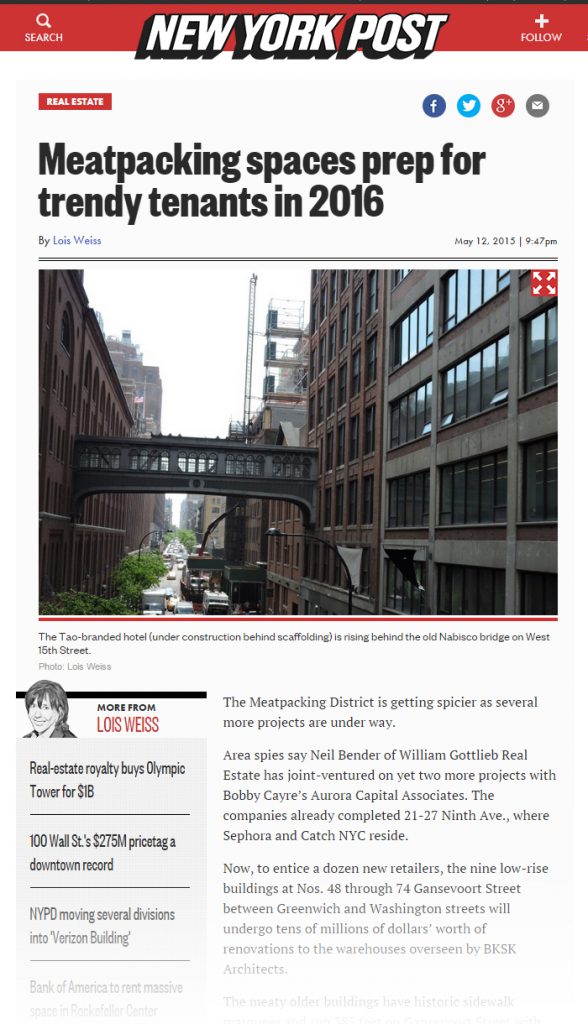 SEARCH
NEW YORK POST
FOLLOW
REAL ESTATE
Meatpacking spaces prep for
trendy tenants in 2016
By Lois Weiss
May 12, 2015 | 9:47pm
The Tao-branded hotel (under construction behind scaffolding) is rising behind the old Nabisco bridge on West
15th Street.
Photo: Lois Weiss
MORE FROM
LOIS WEISS
Real-estate royalty buys Olympic
Tower for $1B
100 Wall St.'s $275M pricetag a
downtown record
NYPD moving several divisions
into 'Verizon Building'
Bank of America to rent massive
space in Rockefeller Center
The Meatpacking District is getting spicier as several
more projects are under way.
Area spies say Neil Bender of William Gottlieb Real
Estate has joint-ventured on yet two more projects with
Bobby Cayre’s Aurora Capital Associates. The
companies already completed 21-27 Ninth Ave., where
Sephora and Catch NYC reside.
Now, to entice a dozen new retailers, the nine low-rise
buildings at Nos. 48 through 74 Gansevoort Street
between Greenwich and Washington streets will
undergo tens of millions of dollars’ worth of
renovations to the warehouses overseen by BKSK
Architects.
The meaty older buildings have historic sidewalk
marquees and run 385 feet on Gansevoort Street with